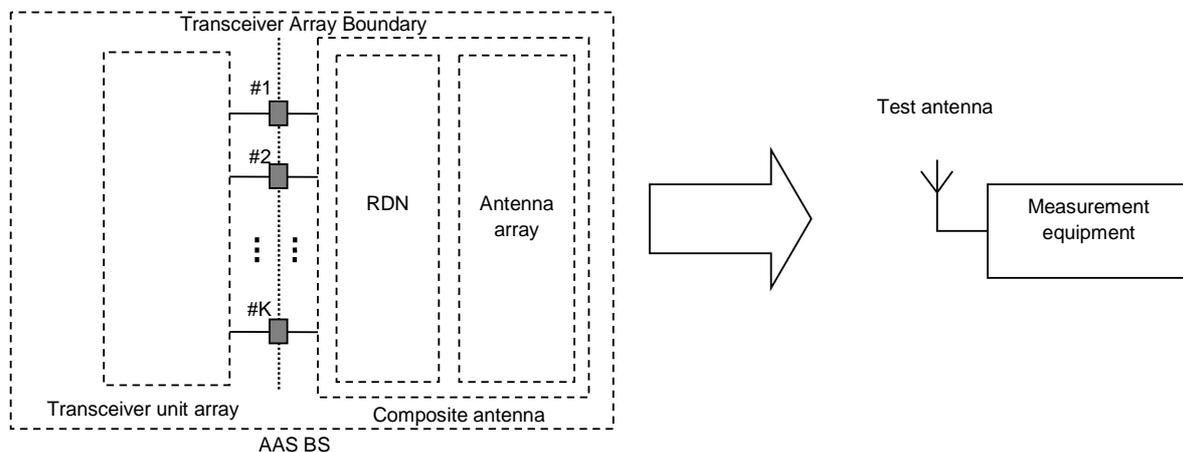 Transceiver Array Boundary
#1
#2
#K
RDN
Antenna
array
Transceiver unit array
Composite antenna
AAS BS
Test antenna
Measurement
equipment